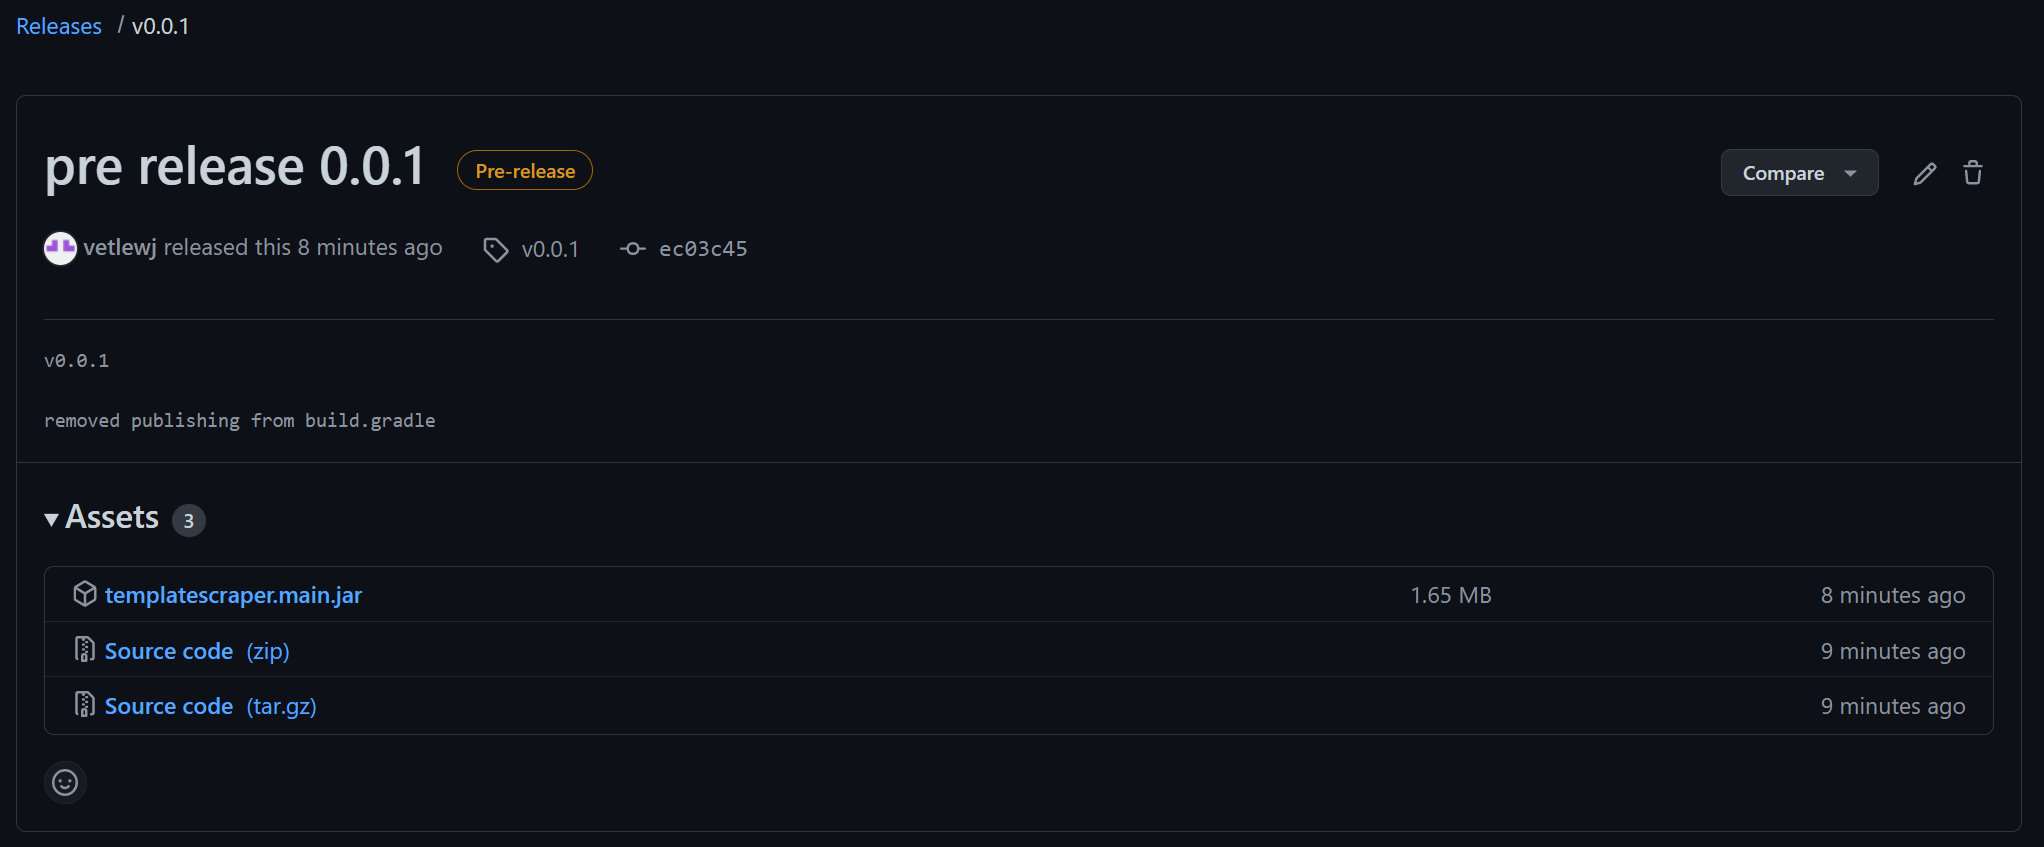 Releases / v0.0.1
pre release 0.0.1 Pre-release Compare
vetlewj released this 8 minutes ago v0.0.1 ec03c45
v0.0.1
removed publishing from build.gradle
Assets 3
templatescraper.main.jar 1.65 MB 8 minutes ago
Source code (zip) 9 minutes ago
Source code (tar.gz) 9 minutes ago